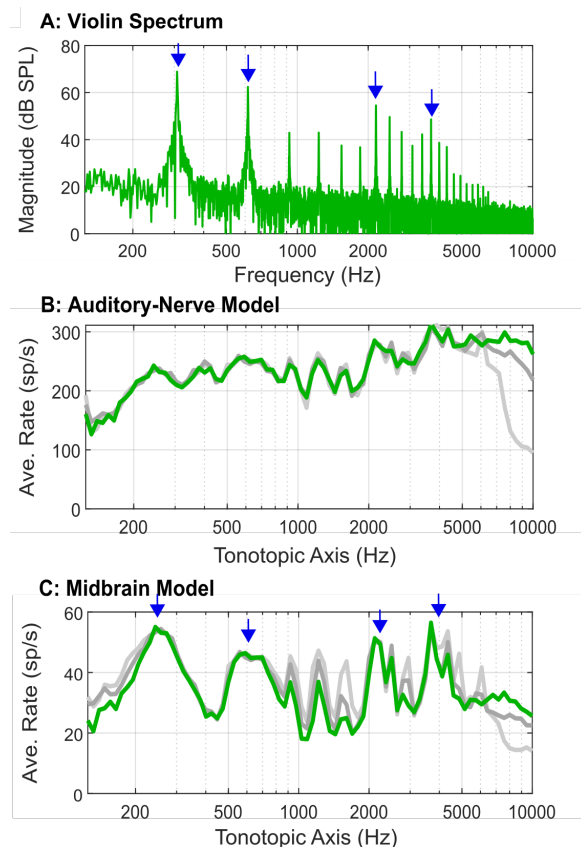 A: Violin Spectrum
Magnitude (dB SPL)
80
60
40
20
0
200 500 1000 2000 5000 10000
Frequency (Hz)
B: Auditory-Nerve Model
Ave. Rate (sp/s)
300
200
100
0
200 500 1000 2000 5000 10000
Tonotopic Axis (Hz)
C: Midbrain Model
Ave. Rate (sp/s)
60
40
20
0
200 500 1000 2000 5000 10000
Tonotopic Axis (Hz)